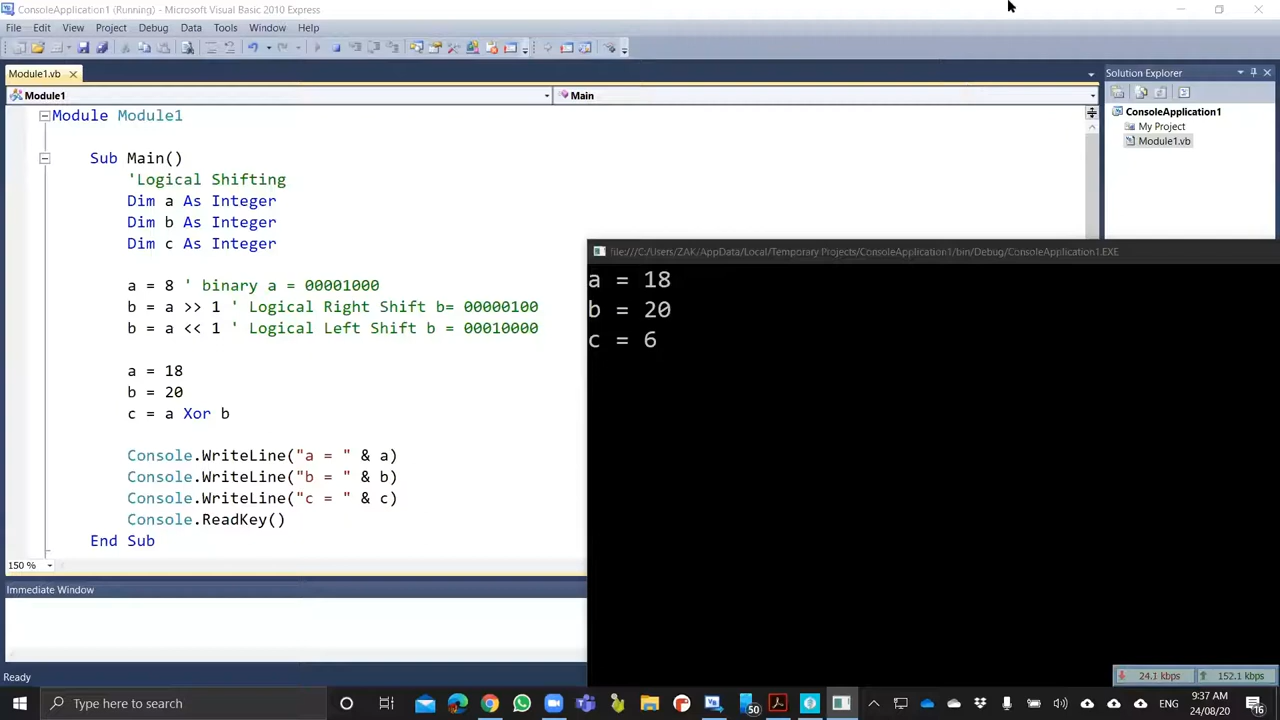 ConsoleApplication1 (Running) - Microsoft Visual Basic 2010 Express
File Edit View Project Debug Data Tools Window Help
Module1.vb
Solution Explorer
Module1
Main
ConsoleApplication1
My Project
Module1.vb
Module Module1
Sub Main()
'Logical Shifting
Dim a As Integer
Dim b As Integer
Dim c As Integer
a = 8 ' binary a = 00001000
b = a >> 1 ' Logical Right Shift b= 00000100
b = a << 1 ' Logical Left Shift b = 00010000
a = 18
b = 20
c = a Xor b
Console.WriteLine("a = " & a)
Console.WriteLine("b = " & b)
Console.WriteLine("c = " & c)
Console.ReadKey()
End Sub
150 %
file:///C:/Users/ZAK/AppData/Local/Temporary Projects/ConsoleApplication1/bin/Debug/ConsoleApplication1.EXE
a = 18
b = 20
c = 6
Immediate Window
Ready
24.1 kbps 152.1 kbps
Type here to search
50
ENG
9:37 AM
24/08/20
16